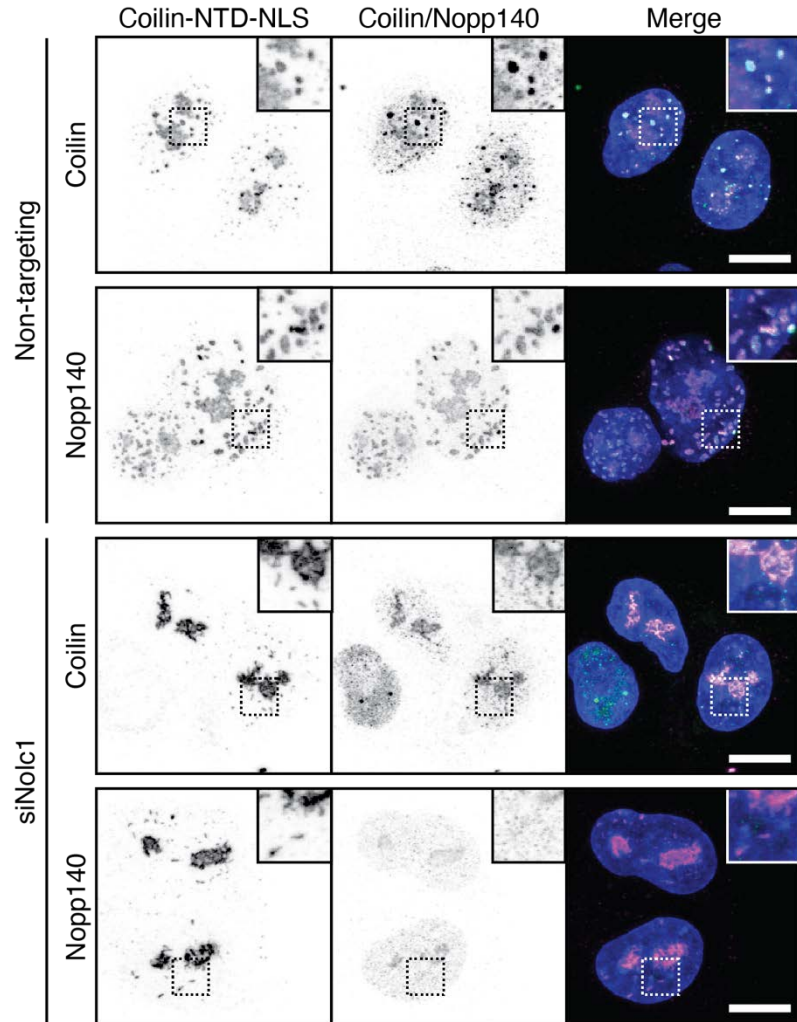 Coilin-NTD-NLS Coilin/Nopp140 Merge
Non-targeting
Coilin
Nopp140
siNolc1
Coilin
Nopp140